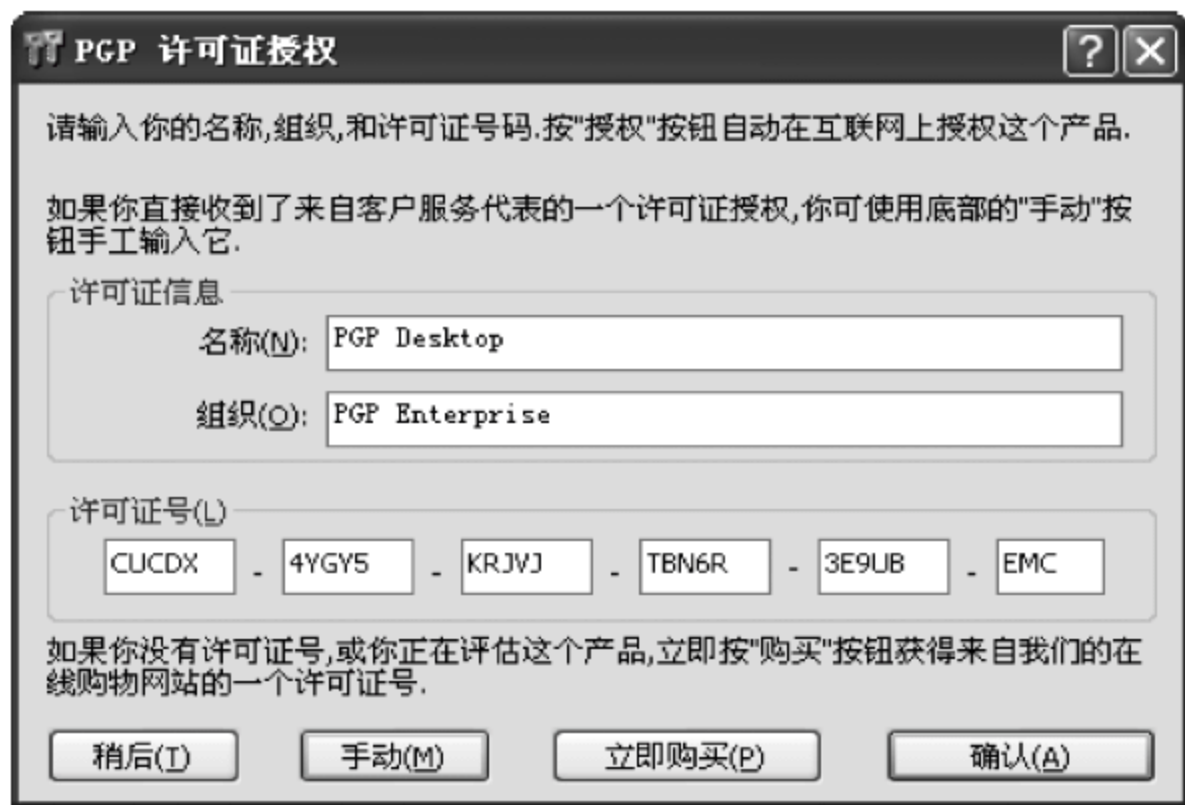 PGP 许可证授权
请输入你的名称,组织,和许可证号码.按"授权"按钮自动在互联网上授权这个产品.
如果你直接收到了来自客户服务代表的一个许可证授权,你可使用底部的"手动"按
钮手工输入它.
许可证信息
名称(N): PGP Desktop
组织(O): PGP Enterprise
许可证号(L)
CUCDX - 4YGY5 - KRJVJ - TBN6R - 3E9UB - EMC
如果你没有许可证号,或你正在评估这个产品,立即按"购买"按钮获得来自我们的在
线购物网站的一个许可证号.
稍后(T) 手动(M) 立即购买(P) 确认(A)